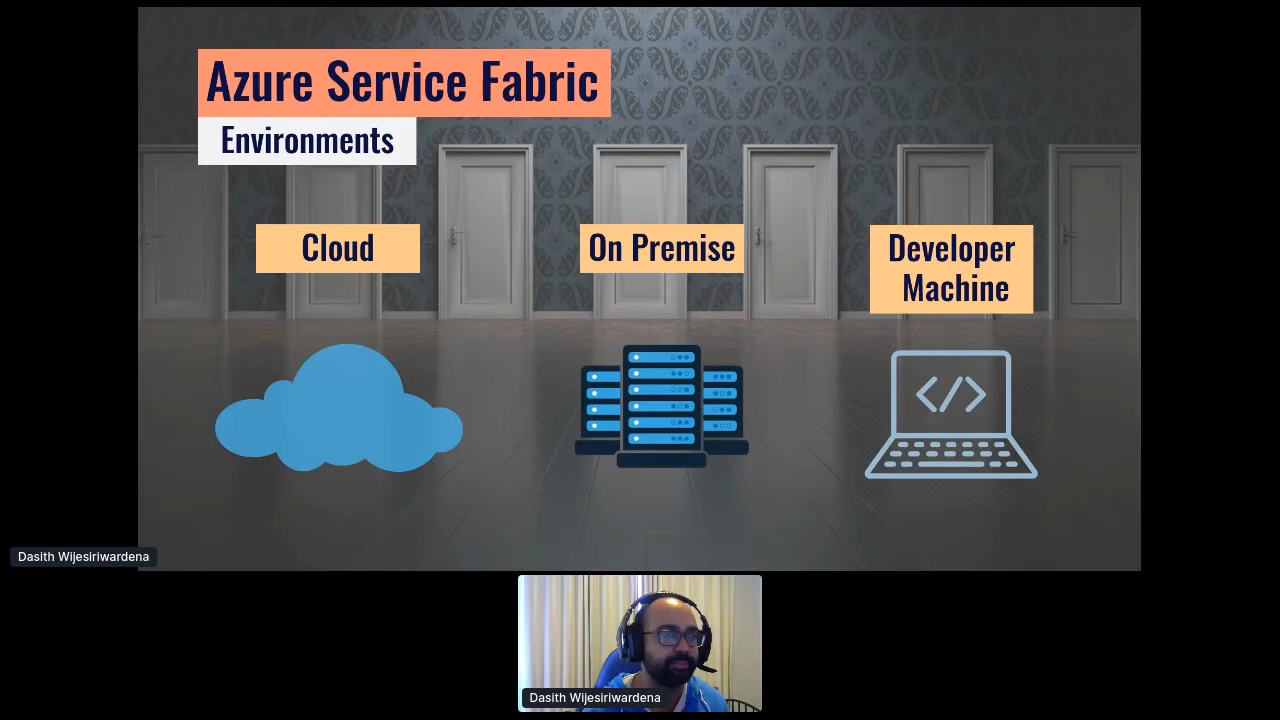 Azure Service Fabric
Environments
Cloud
On Premise
Developer
Machine
</>
Dasith Wijesiriwardena
Dasith Wijesiriwardena